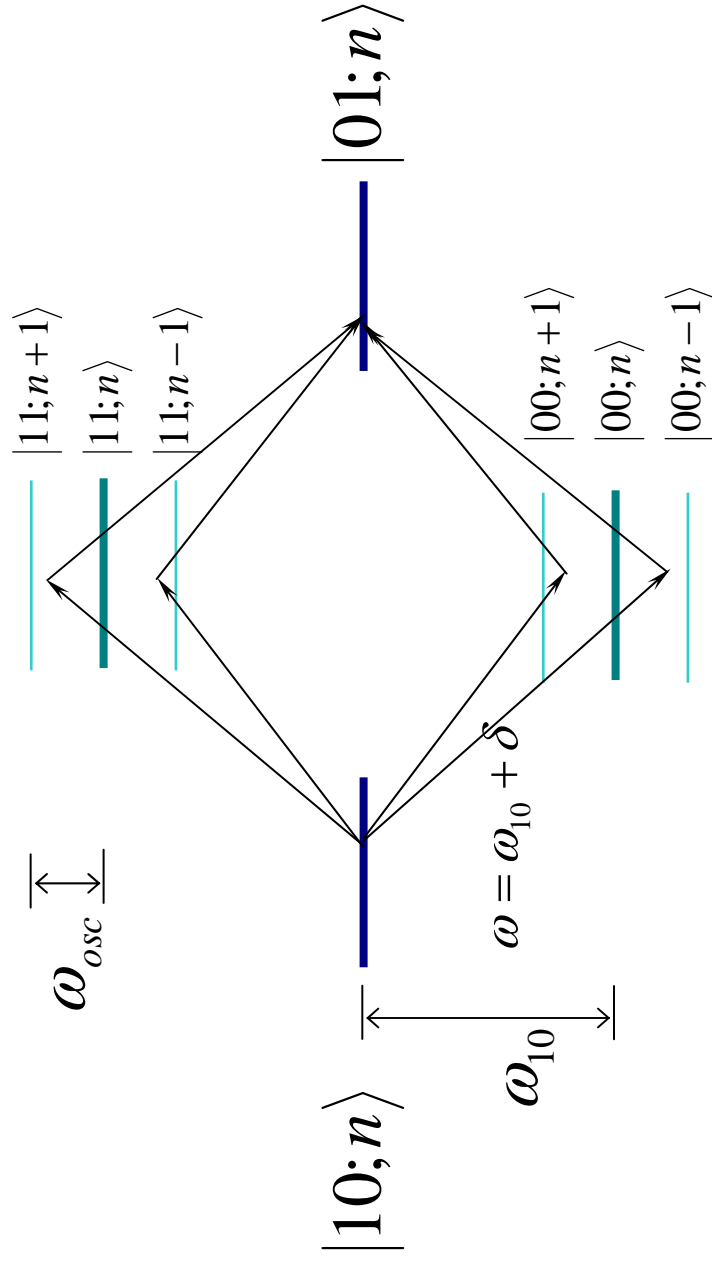 |11; n+1⟩
|11; n⟩
|11; n−1⟩
ω_osc
|10; n⟩
|01; n⟩
ω = ω_10 + δ
ω_10
|00; n+1⟩
|00; n⟩
|00; n−1⟩